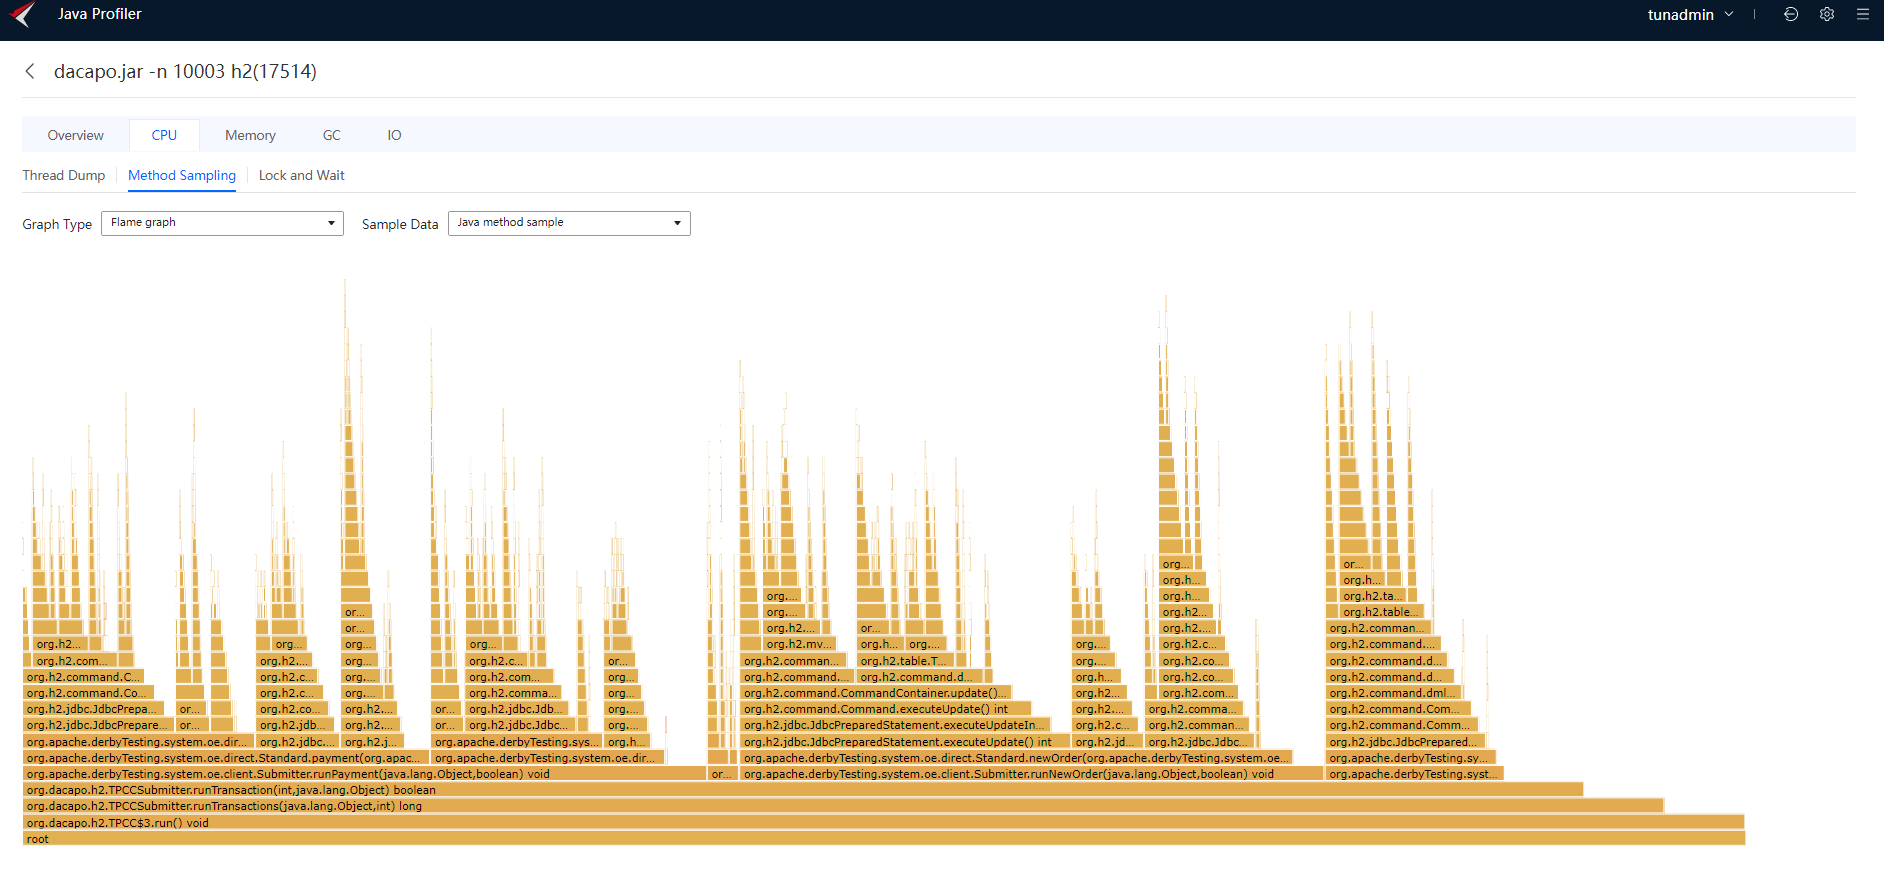 Java Profiler
tunadmin
dacapo.jar -n 10003 h2(17514)
Overview CPU Memory GC IO
Thread Dump Method Sampling Lock and Wait
Graph Type Flame graph Sample Data Java method sample
org... or...
org.h... org.h...
org.... org.h... org.h2.ta...
or... org.... org.h2... org.h2.table...
or... org.h2.... or... org.h2.... org.h2.comman...
org.h2... org... org... org... org.h2.mv... org.h... org.... org... org.h2.c... org.h2.command....
org.h2.com... org.h2.... org... org.h2.c... or... org.h2.comman... org.h2.table.T... org.... org.h2.co... org.h2.command.d...
org.h2.command.C... org.h2.c... org.... org.h2.com... org... org.h2.command.... org.h2.command.d... org.h... org.h2.co... org.h2.command.d...
org.h2.command.Co... org.h2.c... org.... org.h2.comma... org... org.h2.command.CommandContainer.update()... org.h2... org.h2.com... org.h2.command.dml...
org.h2.jdbc.JdbcPrepa... or... org.h2.co... org.h2.... or... org.h2.jdbc.Jdb... org.... org.h2.command.Command.executeUpdate() int org.h2... org.h2.comma... org.h2.command.Com...
org.h2.jdbc.JdbcPrepare... or... org.h2.jdb... org.h2.... or... org.h2.jdbc.Jdbc... org.... org.h2.jdbc.JdbcPreparedStatement.executeUpdateIn... org.h2.c... org.h2.comman... org.h2.command.Comm...
org.apache.derbyTesting.system.oe.dir... org.h2.jdbc.... org.h2.j... org.apache.derbyTesting.sys... org.h... org.h2.jdbc.JdbcPreparedStatement.executeUpdate() int org.h2.jd... org.h2.jdbc.Jdbc... org.h2.jdbc.JdbcPrepared...
org.apache.derbyTesting.system.oe.direct.Standard.payment(org.apac... org.apache.derbyTesting.system.oe.dir... org.apache.derbyTesting.system.oe.direct.Standard.newOrder(org.apache.derbyTesting.system.oe... org.apache.derbyTesting.sy...
org.apache.derbyTesting.system.oe.client.Submitter.runPayment(java.lang.Object,boolean) void or... org.apache.derbyTesting.system.oe.client.Submitter.runNewOrder(java.lang.Object,boolean) void org.apache.derbyTesting.syst...
org.dacapo.h2.TPCCSubmitter.runTransaction(int,java.lang.Object) boolean
org.dacapo.h2.TPCCSubmitter.runTransactions(java.lang.Object,int) long
org.dacapo.h2.TPCC$3.run() void
root